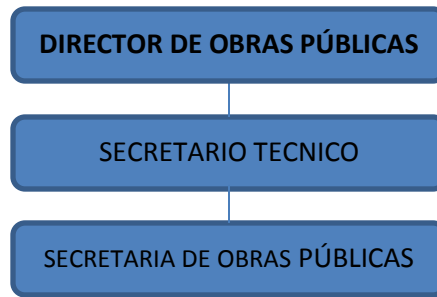 DIRECTOR DE OBRAS PÚBLICAS
SECRETARIO TECNICO
SECRETARIA DE OBRAS PÚBLICAS